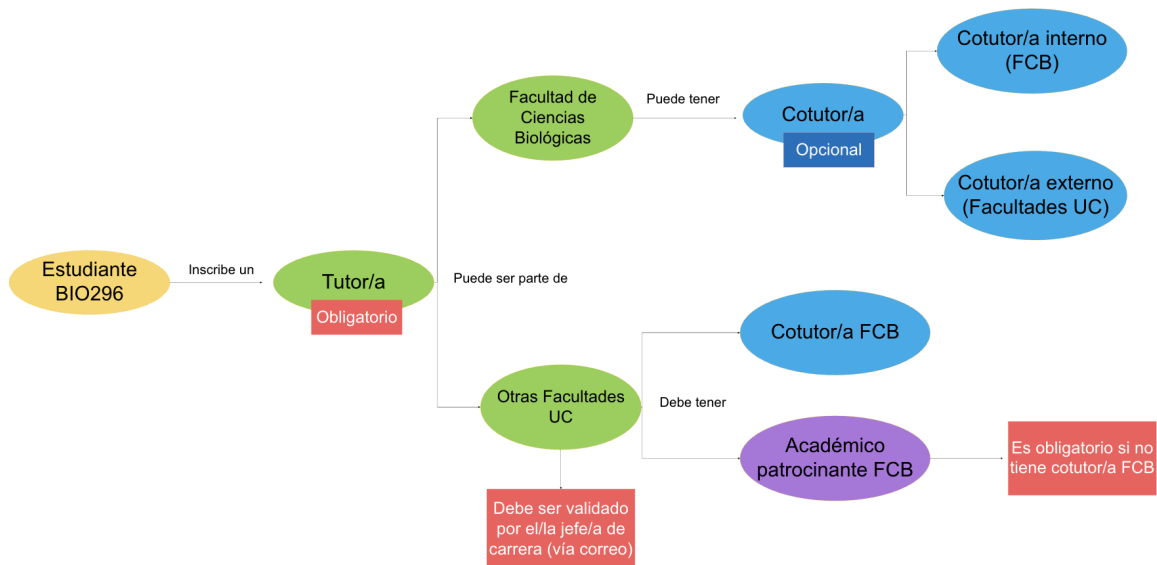 Estudiante
BIO296
Inscribe un
Tutor/a
Obligatorio
Puede ser parte de
Facultad de
Ciencias
Biológicas
Puede tener
Cotutor/a
Opcional
Cotutor/a interno
(FCB)
Cotutor/a externo
(Facultades UC)
Otras Facultades
UC
Debe ser validado
por el/la jefe/a de
carrera (vía correo)
Debe tener
Cotutor/a FCB
Académico
patrocinante FCB
Es obligatorio si no
tiene cotutor/a FCB